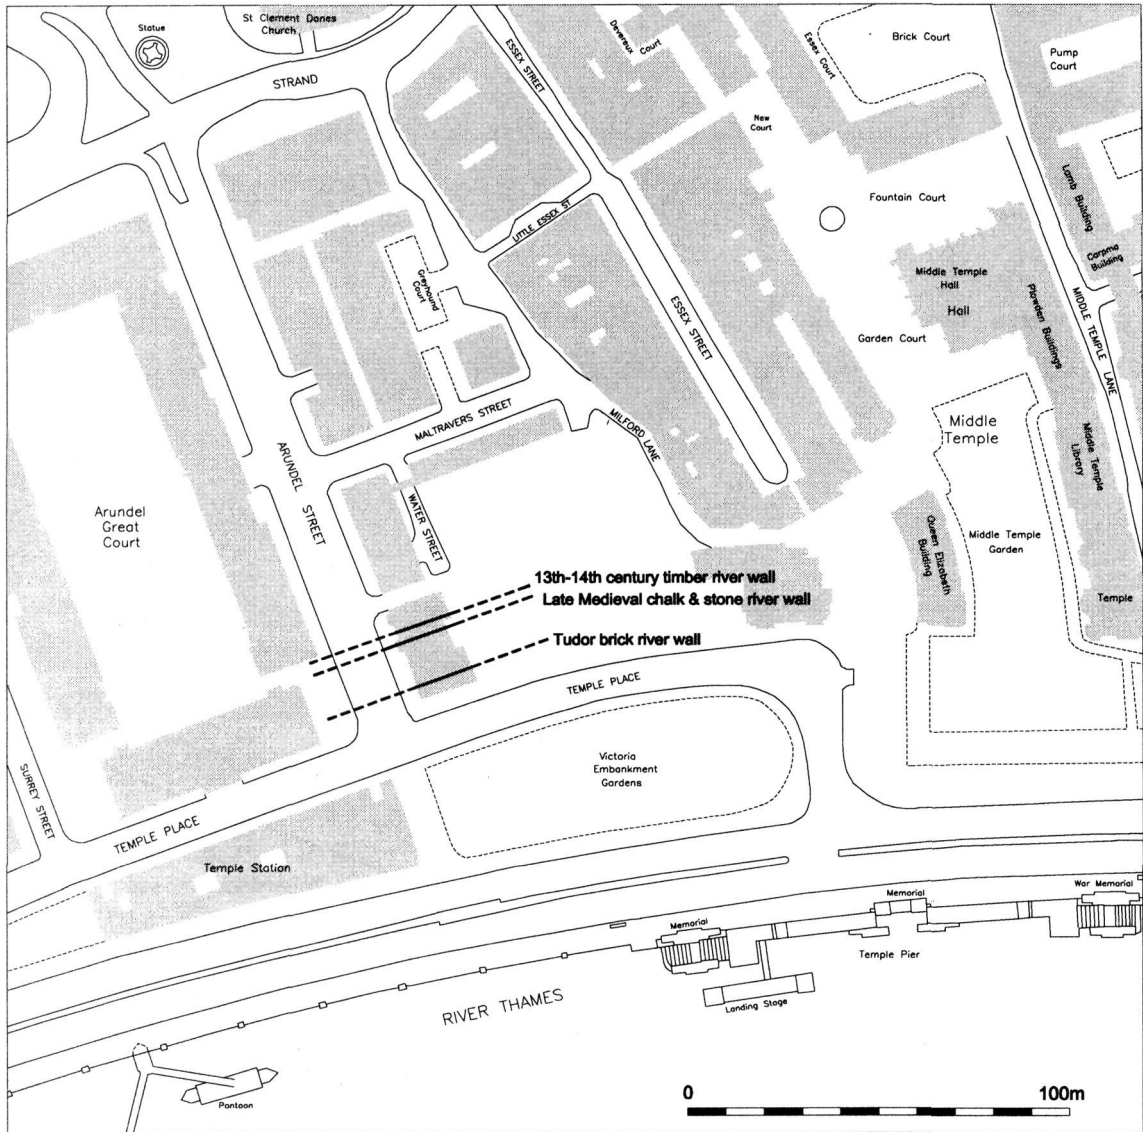 Statue
St Clement Danes
Church
STRAND
ESSEX STREET
Devereux
Court
Essex Court
Brick Court
Pump
Court
New
Court
LITTLE ESSEX ST
Fountain Court
Lamb Building
Carpma
Building
Greyhound
Court
Middle Temple
Hall
Hall
Plowden Buildings
MIDDLE TEMPLE LANE
ESSEX STREET
Garden Court
MALTRAVERS STREET
MILFORD LANE
Middle
Temple
Middle Temple
Library
ARUNDEL STREET
WATER STREET
Arundel
Great
Court
Queen Elizabeth
Building
Middle Temple
Garden
13th-14th century timber river wall
Late Medieval chalk & stone river wall
Temple
Tudor brick river wall
TEMPLE PLACE
SURREY STREET
Victoria
Embankment
Gardens
TEMPLE PLACE
Temple Station
Memorial
War Memorial
Memorial
Temple Pier
RIVER THAMES
Landing Stage
Pontoon
0 100m